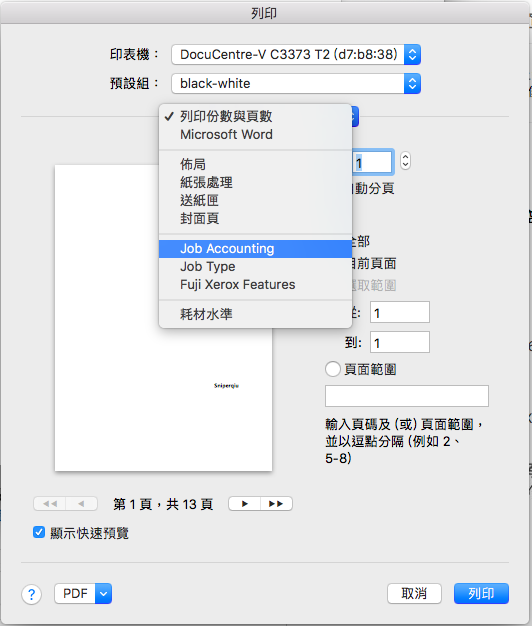 列印
印表機：
DocuCentre-V C3373 T2 (d7:b8:38)
預設組：
black-white
✓ 列印份數與頁數
Microsoft Word
佈局
紙張處理
送紙匣
封面頁
Job Accounting
Job Type
Fuji Xerox Features
耗材水準
1
自動分頁
全部
目前頁面
選取範圍
從: 1
到: 1
頁面範圍
輸入頁碼及 (或) 頁面範圍，
並以逗點分隔 (例如 2、
5-8)
Sniperqiu
第 1 頁，共 13 頁
顯示快速預覽
?
PDF
取消
列印